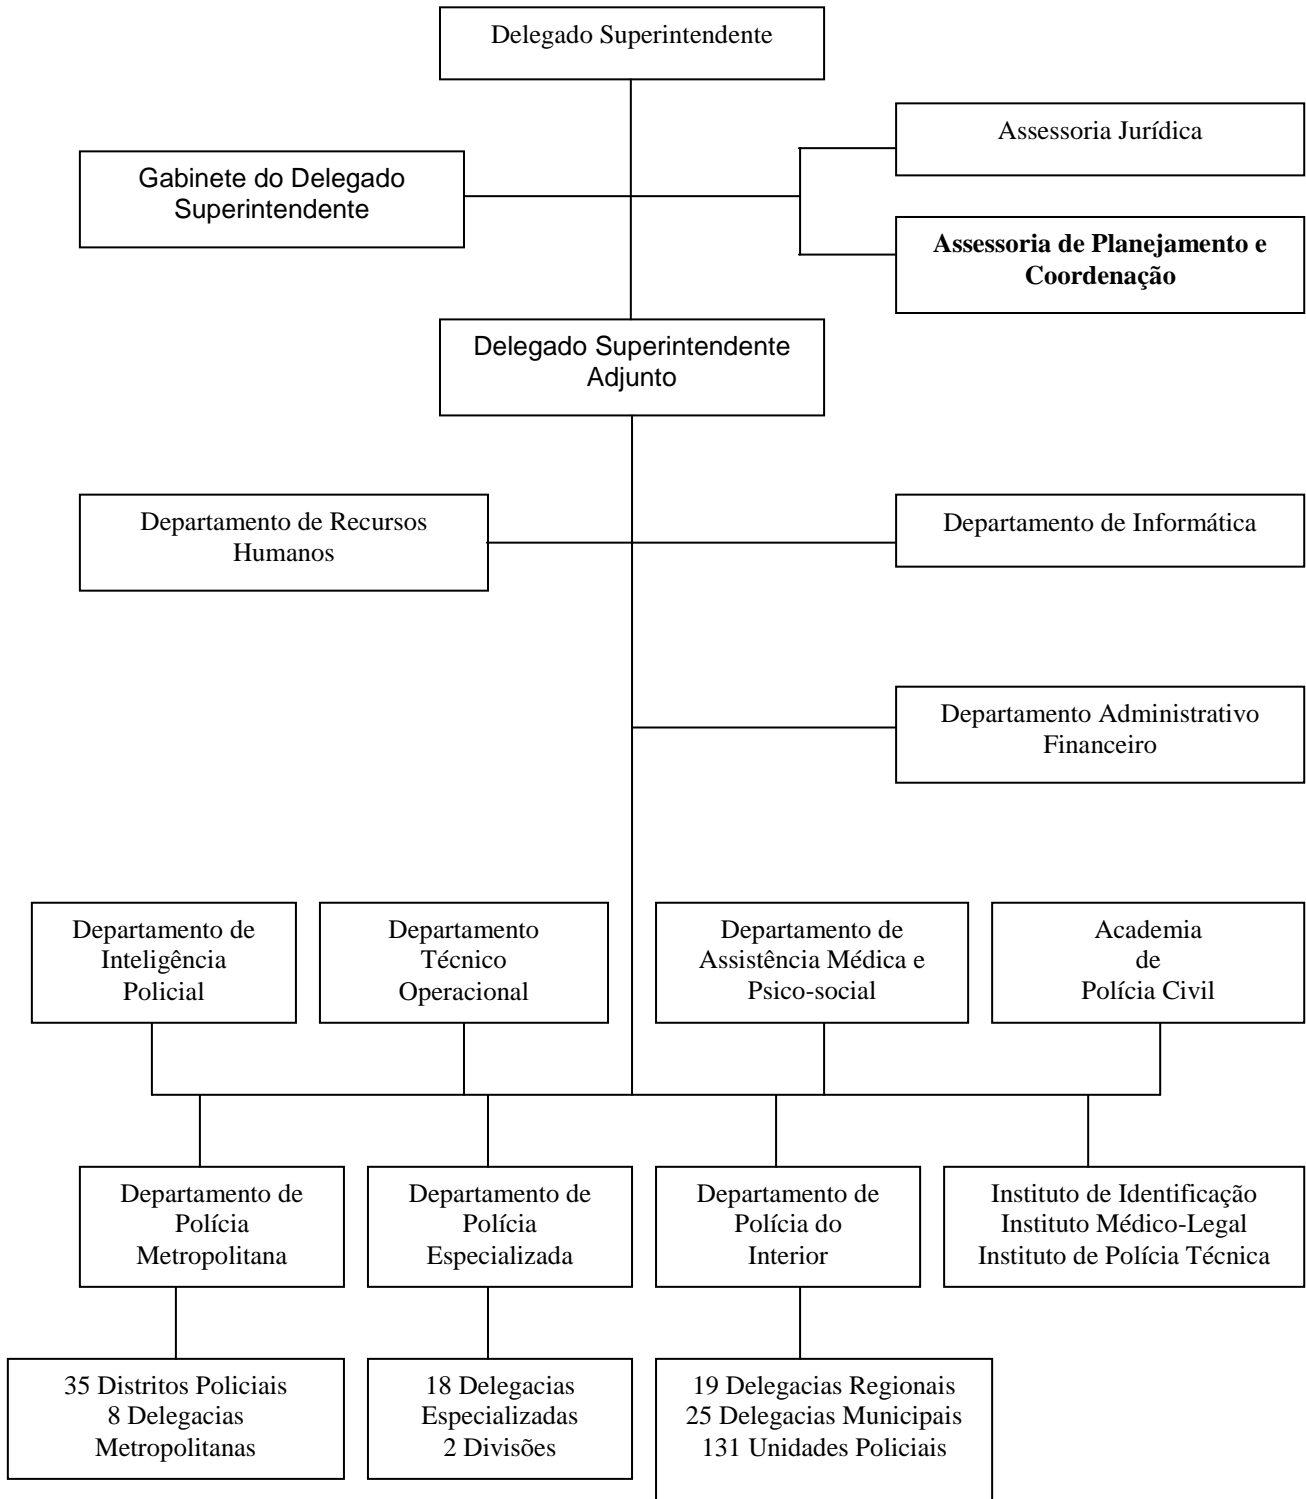 Delegado Superintendente
Assessoria Jurídica
Gabinete do Delegado
Superintendente
Assessoria de Planejamento e
Coordenação
Delegado Superintendente
Adjunto
Departamento de Recursos
Humanos
Departamento de Informática
Departamento Administrativo
Financeiro
Departamento de
Inteligência
Policial
Departamento
Técnico
Operacional
Departamento de
Assistência Médica e
Psico-social
Academia
de
Polícia Civil
Departamento de
Polícia
Metropolitana
Departamento de
Polícia
Especializada
Departamento de
Polícia do
Interior
Instituto de Identificação
Instituto Médico-Legal
Instituto de Polícia Técnica
35 Distritos Policiais
8 Delegacias
Metropolitanas
18 Delegacias
Especializadas
2 Divisões
19 Delegacias Regionais
25 Delegacias Municipais
131 Unidades Policiais